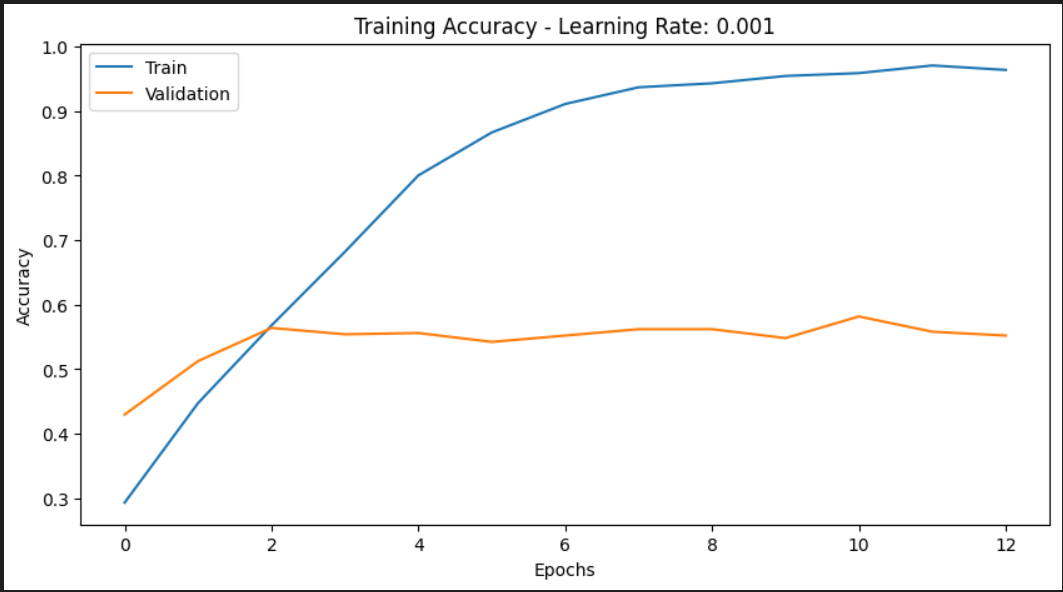 Training Accuracy - Learning Rate: 0.001
Train
Validation
1.0
0.9
0.8
0.7
0.6
0.5
0.4
0.3
Accuracy
0 2 4 6 8 10 12
Epochs